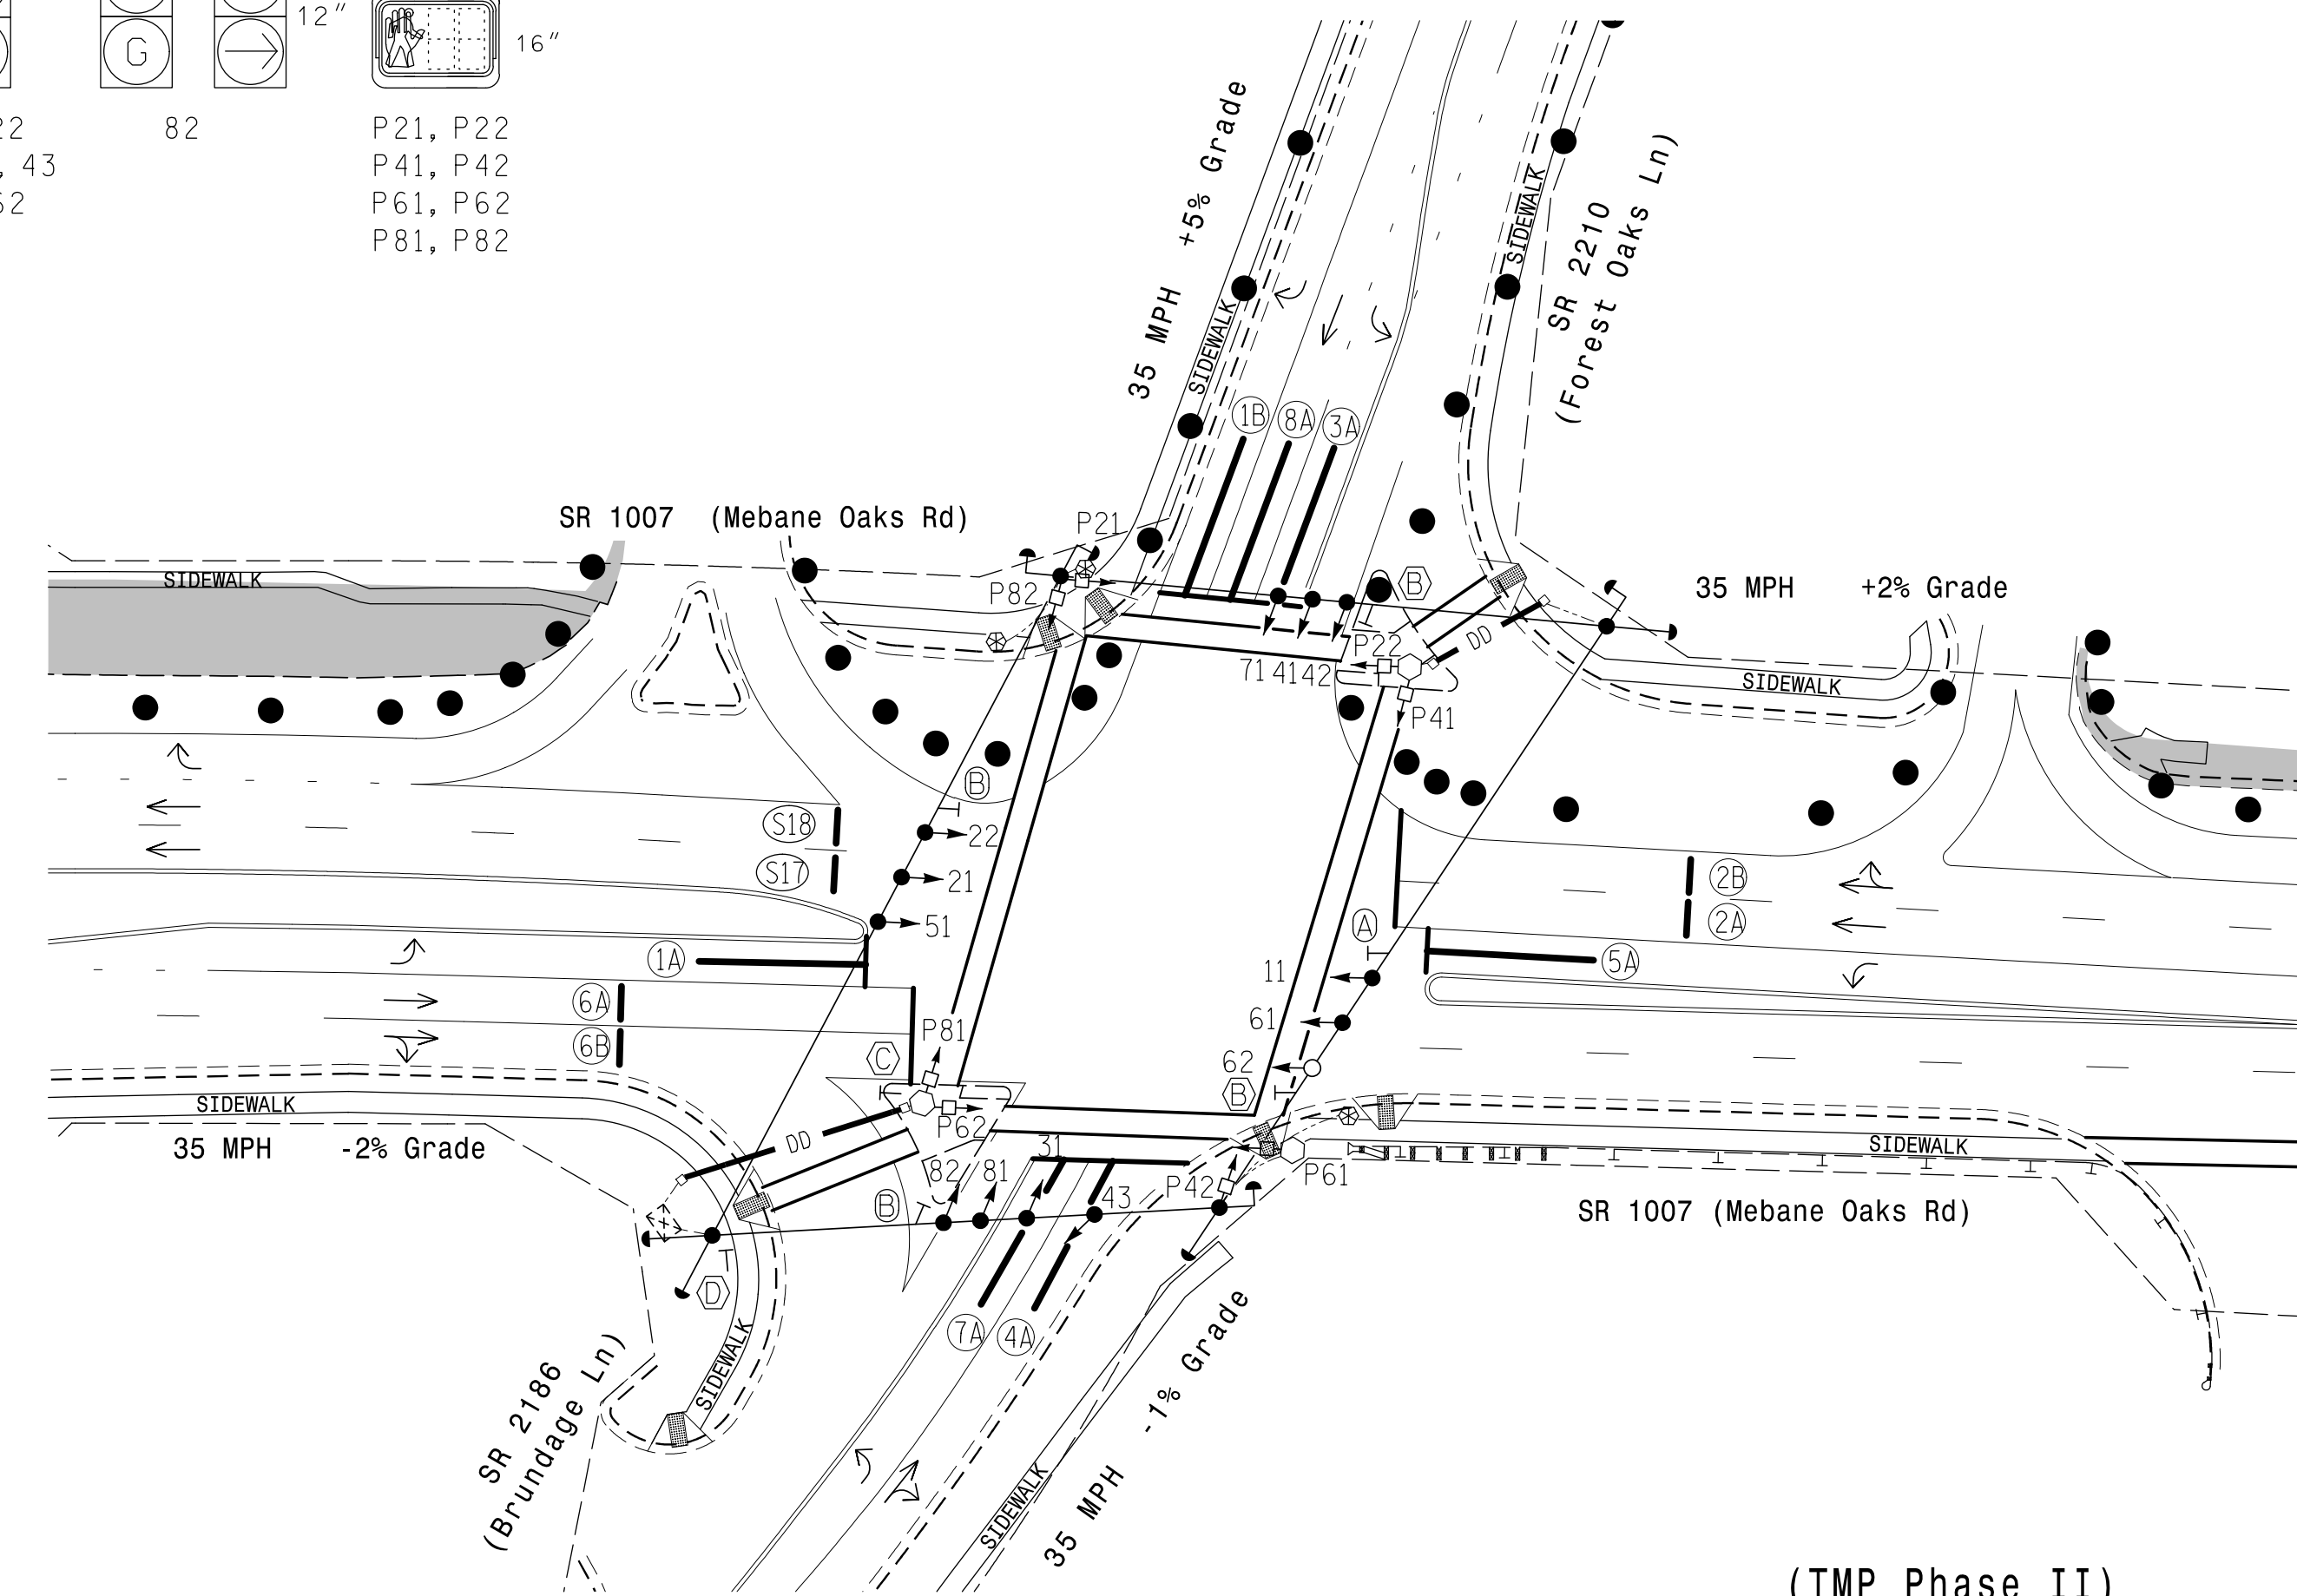 12"
16"
G
82
P21, P22
43
P41, P42
P61, P62
P81, P82
35 MPH +5% Grade
SIDEWALK
SIDEWALK
SR 2210
(Forest Oaks Ln)
1B
8A
3A
SR 1007 (Mebane Oaks Rd)
P21
P82
SIDEWALK
B
DD
35 MPH +2% Grade
P22
71 41 42
SIDEWALK
P41
B
S18
22
S17
21
51
2B
2A
A
1A
5A
11
6A
61
6B
P81
C
62
B
SIDEWALK
35 MPH -2% Grade
DD
P62
31
SIDEWALK
82 81
P42
P61
43
B
SR 1007 (Mebane Oaks Rd)
D
7A
4A
SIDEWALK
SR 2186
(Brundage Ln)
SIDEWALK
35 MPH -1% Grade
(TMP Phase II)